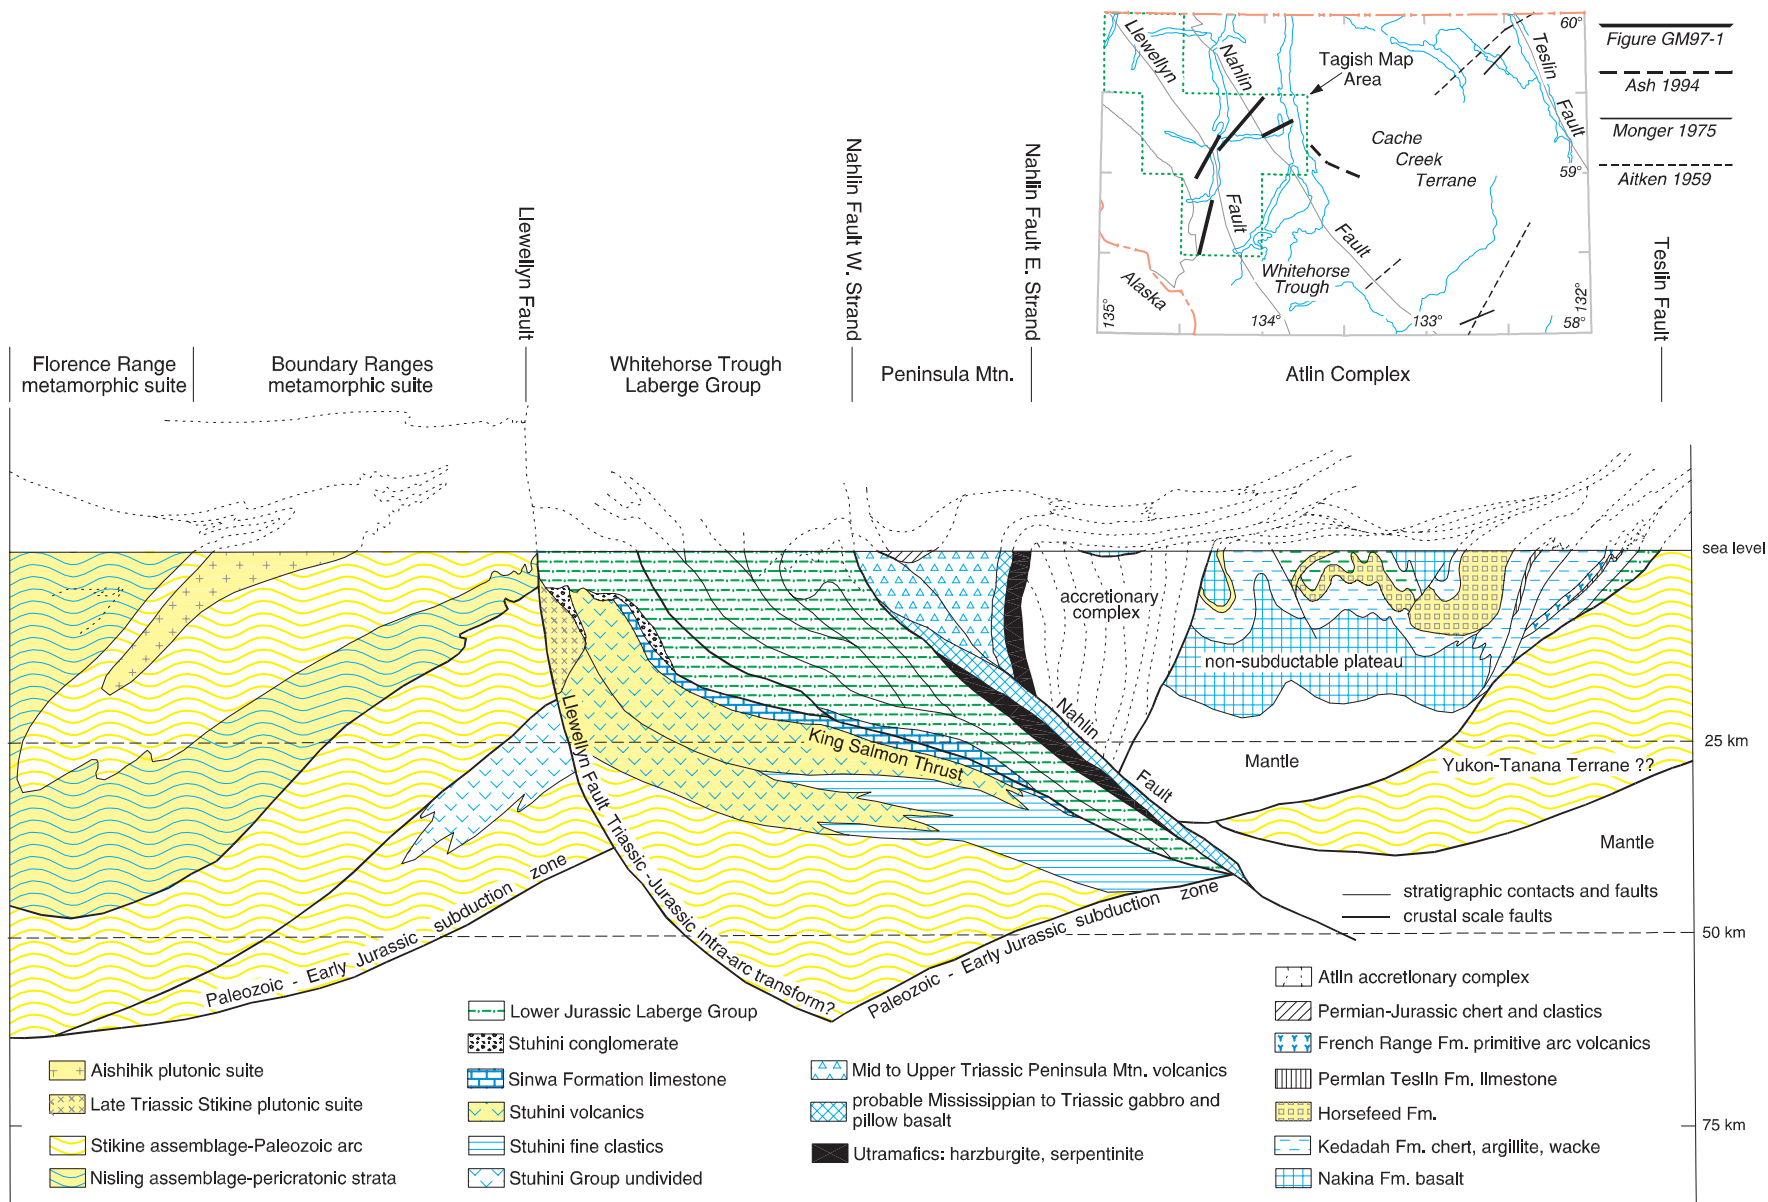 Llewellyn
Nahlin
Tagish Map
Area
Teslin
Fault
60°
Cache
Creek
Terrane
59°
Fault
Fault
Whitehorse
Trough
Alaska
135°
134°
133°
132°
58°
Figure GM97-1
Ash 1994
Monger 1975
Aitken 1959
Llewellyn Fault
Nahlin Fault W. Strand
Nahlin Fault E. Strand
Teslin Fault
Florence Range
metamorphic suite
Boundary Ranges
metamorphic suite
Whitehorse Trough
Laberge Group
Peninsula Mtn.
Atlin Complex
sea level
accretionary
complex
non-subductable plateau
Nahlin
Fault
King Salmon Thrust
Mantle
25 km
Yukon-Tanana Terrane ??
Mantle
Llewellyn Fault Triassic -Jurassic intra-arc transform?
Paleozoic - Early Jurassic subduction zone
Paleozoic - Early Jurassic subduction zone
stratigraphic contacts and faults
crustal scale faults
50 km
75 km
Aishihik plutonic suite
Late Triassic Stikine plutonic suite
Stikine assemblage-Paleozoic arc
Nisling assemblage-pericratonic strata
Lower Jurassic Laberge Group
Stuhini conglomerate
Sinwa Formation limestone
Stuhini volcanics
Stuhini fine clastics
Stuhini Group undivided
Mid to Upper Triassic Peninsula Mtn. volcanics
probable Mississippian to Triassic gabbro and
pillow basalt
Utramafics: harzburgite, serpentinite
Atlln accretlonary complex
Permian-Jurassic chert and clastics
French Range Fm. primitive arc volcanics
Permlan Teslln Fm. llmestone
Horsefeed Fm.
Kedadah Fm. chert, argillite, wacke
Nakina Fm. basalt